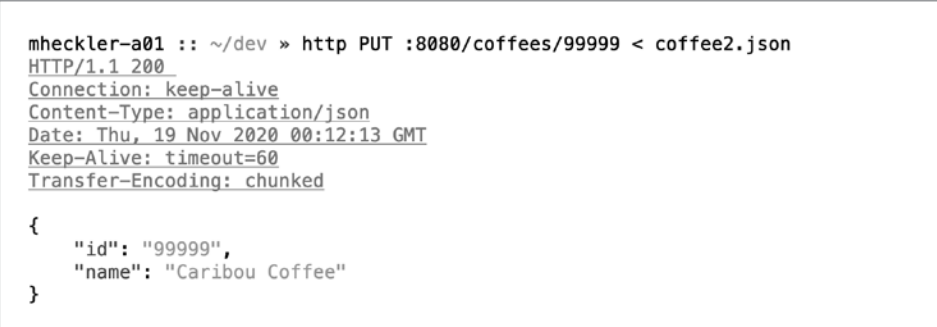 mheckler-a01 :: ~/dev » http PUT :8080/coffees/99999 < coffee2.json
HTTP/1.1 200
Connection: keep-alive
Content-Type: application/json
Date: Thu, 19 Nov 2020 00:12:13 GMT
Keep-Alive: timeout=60
Transfer-Encoding: chunked
{
    "id": "99999",
    "name": "Caribou Coffee"
}